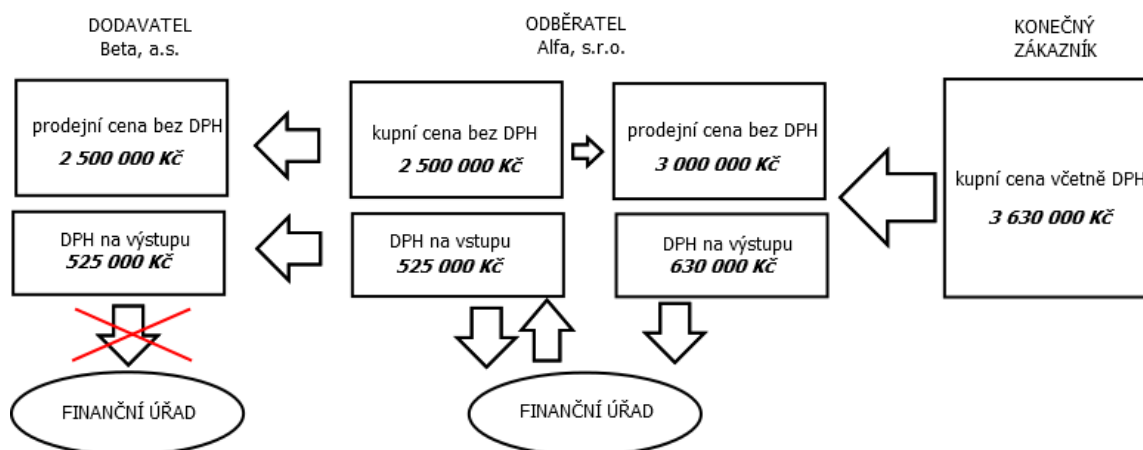 DODAVATEL
Beta, a.s.
ODBĚRATEL
Alfa, s.r.o.
KONEČNÝ
ZÁKAZNÍK
prodejní cena bez DPH
2 500 000 Kč
kupní cena bez DPH
2 500 000 Kč
prodejní cena bez DPH
3 000 000 Kč
kupní cena včetně DPH
3 630 000 Kč
DPH na výstupu
525 000 Kč
DPH na vstupu
525 000 Kč
DPH na výstupu
630 000 Kč
FINANČNÍ ÚŘAD
FINANČNÍ ÚŘAD